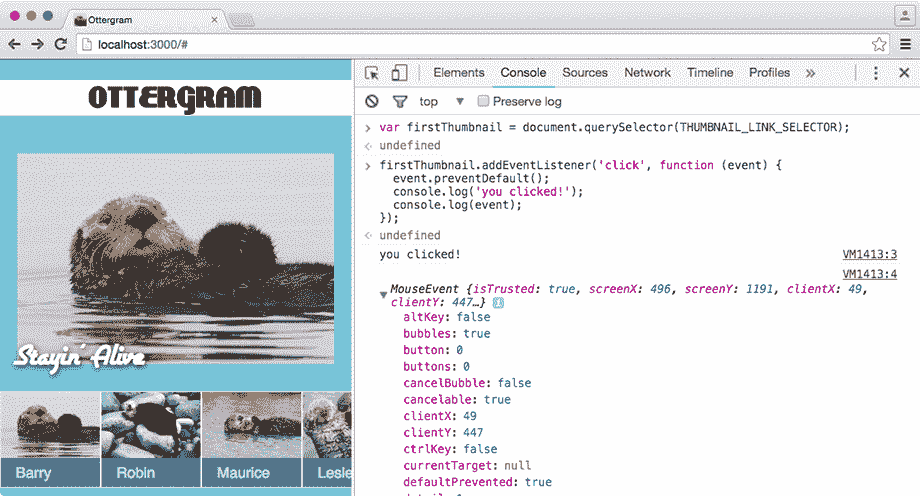 Ottergram
localhost:3000/#
OTTERGRAM
Stayin' Alive
Barry
Robin
Maurice
Lesle
Elements Console Sources Network Timeline Profiles »
top Preserve log
var firstThumbnail = document.querySelector(THUMBNAIL_LINK_SELECTOR);
undefined
firstThumbnail.addEventListener('click', function (event) {
event.preventDefault();
console.log('you clicked!');
console.log(event);
});
undefined
you clicked! VM1413:3
VM1413:4
MouseEvent {isTrusted: true, screenX: 496, screenY: 1191, clientX: 49,
clientY: 447…}
altKey: false
bubbles: true
button: 0
buttons: 0
cancelBubble: false
cancelable: true
clientX: 49
clientY: 447
ctrlKey: false
currentTarget: null
defaultPrevented: true